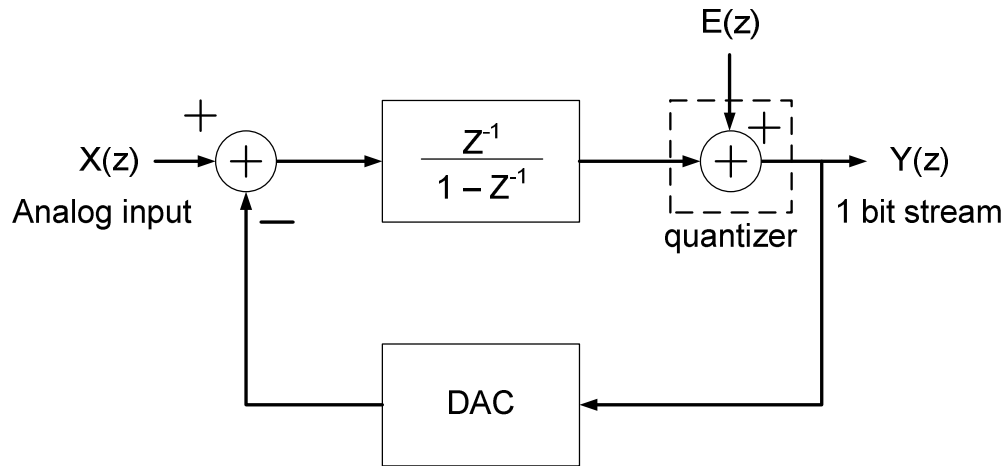 E(z)
+
+
X(z)
+
Z⁻¹
1 – Z⁻¹
+
Y(z)
Analog input
–
quantizer
1 bit stream
DAC